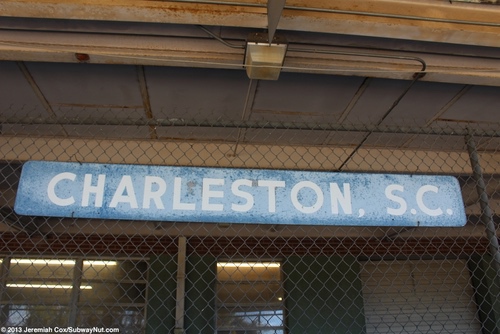 CHARLESTON, S.C.
© 2013 Jeremiah Cox/SubwayNut.com